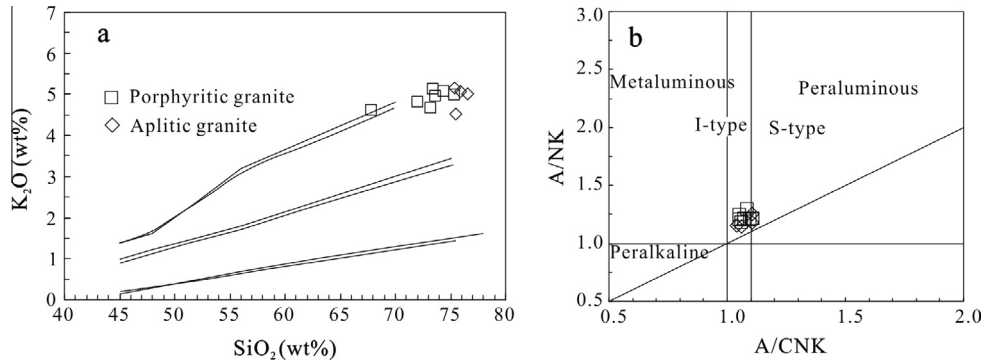 a
7
6
5
4
3
2
1
0
K₂O (wt%)
Porphyritic granite
Aplitic granite
40 45 50 55 60 65 70 75 80
SiO₂ (wt%)
b
3.0
2.5
2.0
1.5
1.0
0.5
A/NK
Metaluminous
Peraluminous
I-type
S-type
Peralkaline
0.5 1.0 1.5 2.0
A/CNK